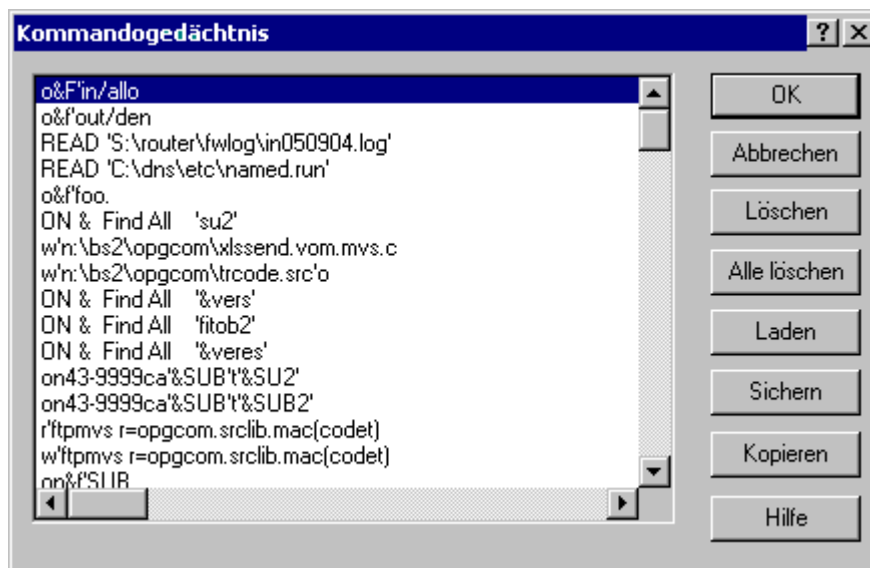 Kommandogedächtnis
o&F'in/allo
o&f'out/den
READ 'S:\router\fwlog\in050904.log'
READ 'C:\dns\etc\named.run'
o&f'foo.
ON &  Find All    'su2'
w'n:\bs2\opgcom\xlssend.vom.mvs.c
w'n:\bs2\opgcom\trcode.src'o
ON &  Find All    '&vers'
ON &  Find All    'fitob2'
ON &  Find All    '&veres'
on43-9999ca'&SUB't'&SU2'
on43-9999ca'&SUB't'&SUB2'
r'ftpmvs r=opgcom.srclib.mac(codet)
w'ftpmvs r=opgcom.srclib.mac(codet)
on&f'SUB
OK
Abbrechen
Löschen
Alle löschen
Laden
Sichern
Kopieren
Hilfe